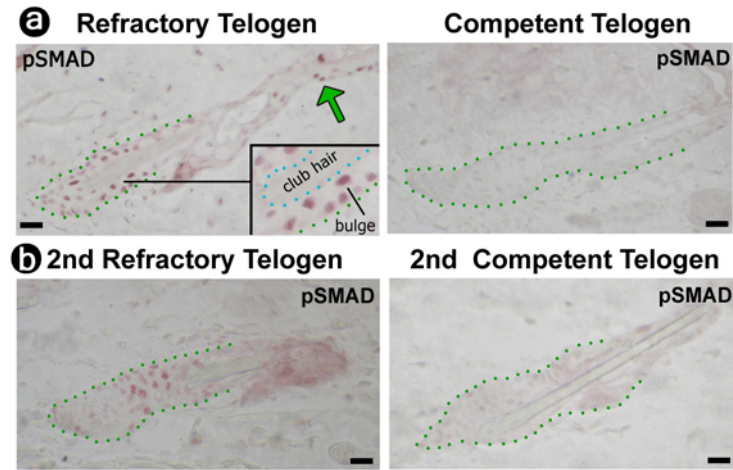 a Refractory Telogen
Competent Telogen
pSMAD
pSMAD
club hair
bulge
b 2nd Refractory Telogen
2nd Competent Telogen
pSMAD
pSMAD